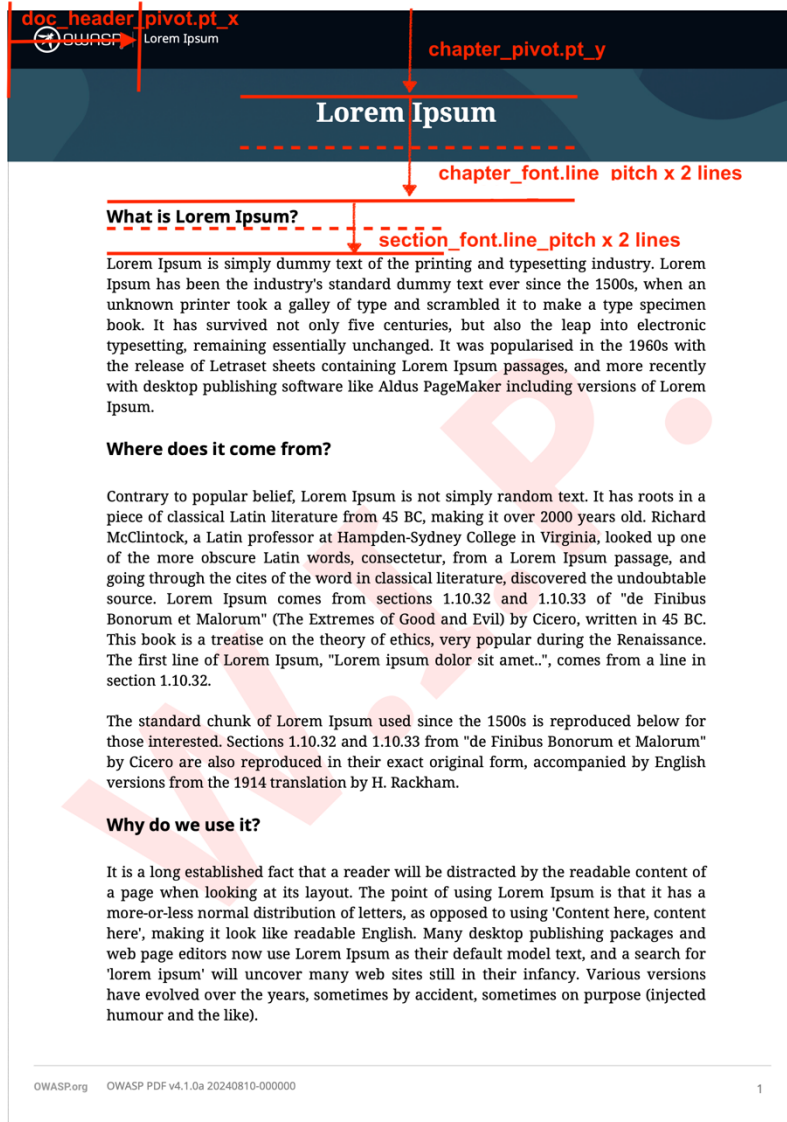 doc_header_pivot.pt_x
OWASP
Lorem Ipsum
chapter_pivot.pt_y
Lorem Ipsum
chapter_font.line_pitch x 2 lines
What is Lorem Ipsum?
section_font.line_pitch x 2 lines
Lorem Ipsum is simply dummy text of the printing and typesetting industry. Lorem
Ipsum has been the industry's standard dummy text ever since the 1500s, when an
unknown printer took a galley of type and scrambled it to make a type specimen
book. It has survived not only five centuries, but also the leap into electronic
typesetting, remaining essentially unchanged. It was popularised in the 1960s with
the release of Letraset sheets containing Lorem Ipsum passages, and more recently
with desktop publishing software like Aldus PageMaker including versions of Lorem
Ipsum.
Where does it come from?
Contrary to popular belief, Lorem Ipsum is not simply random text. It has roots in a
piece of classical Latin literature from 45 BC, making it over 2000 years old. Richard
McClintock, a Latin professor at Hampden-Sydney College in Virginia, looked up one
of the more obscure Latin words, consectetur, from a Lorem Ipsum passage, and
going through the cites of the word in classical literature, discovered the undoubtable
source. Lorem Ipsum comes from sections 1.10.32 and 1.10.33 of "de Finibus
Bonorum et Malorum" (The Extremes of Good and Evil) by Cicero, written in 45 BC.
This book is a treatise on the theory of ethics, very popular during the Renaissance.
The first line of Lorem Ipsum, "Lorem ipsum dolor sit amet..", comes from a line in
section 1.10.32.
The standard chunk of Lorem Ipsum used since the 1500s is reproduced below for
those interested. Sections 1.10.32 and 1.10.33 from "de Finibus Bonorum et Malorum"
by Cicero are also reproduced in their exact original form, accompanied by English
versions from the 1914 translation by H. Rackham.
Why do we use it?
It is a long established fact that a reader will be distracted by the readable content of
a page when looking at its layout. The point of using Lorem Ipsum is that it has a
more-or-less normal distribution of letters, as opposed to using 'Content here, content
here', making it look like readable English. Many desktop publishing packages and
web page editors now use Lorem Ipsum as their default model text, and a search for
'lorem ipsum' will uncover many web sites still in their infancy. Various versions
have evolved over the years, sometimes by accident, sometimes on purpose (injected
humour and the like).
W.I.P.
OWASP.org OWASP PDF v4.1.0a 20240810-000000
1